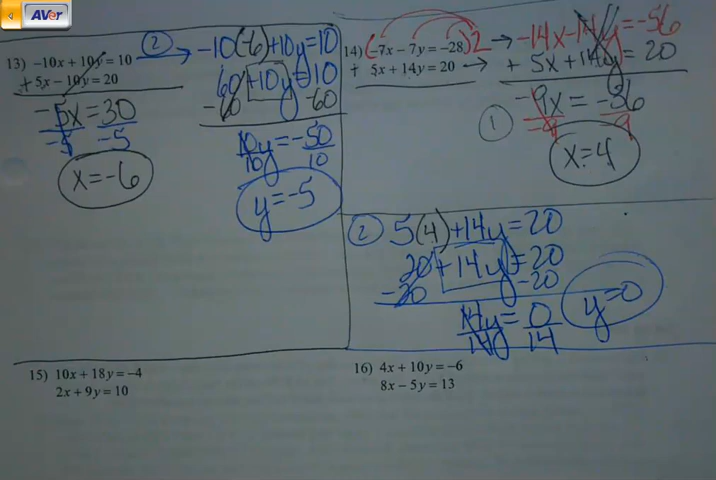 AVer
13) -10x + 10y = 10
+ 5x - 10y = 20
-5x = 30
-5 -5
x = -6
2
-10(-6) + 10y = 10
60 + 10y = 10
-60 -60
10y = -50
10 10
y = -5
14) (-7x - 7y = -28)2
+ 5x + 14y = 20
-14x - 14y = -56
+ 5x + 14y = 20
1
-9x = -36
-9 -9
x = 4
2
5(4) + 14y = 20
20 + 14y = 20
-20 -20
14y = 0
14 14
y = 0
15) 10x + 18y = -4
2x + 9y = 10
16) 4x + 10y = -6
8x - 5y = 13